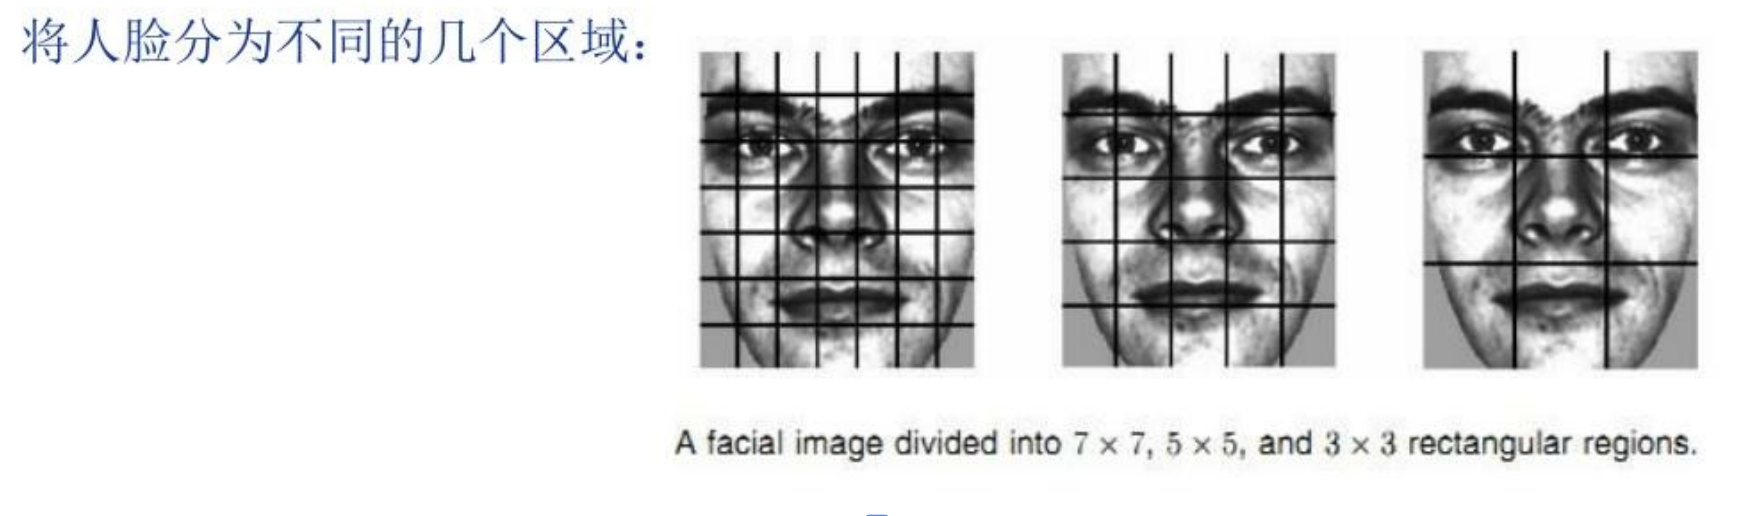 将人脸分为不同的几个区域：
A facial image divided into 7 × 7, 5 × 5, and 3 × 3 rectangular regions.